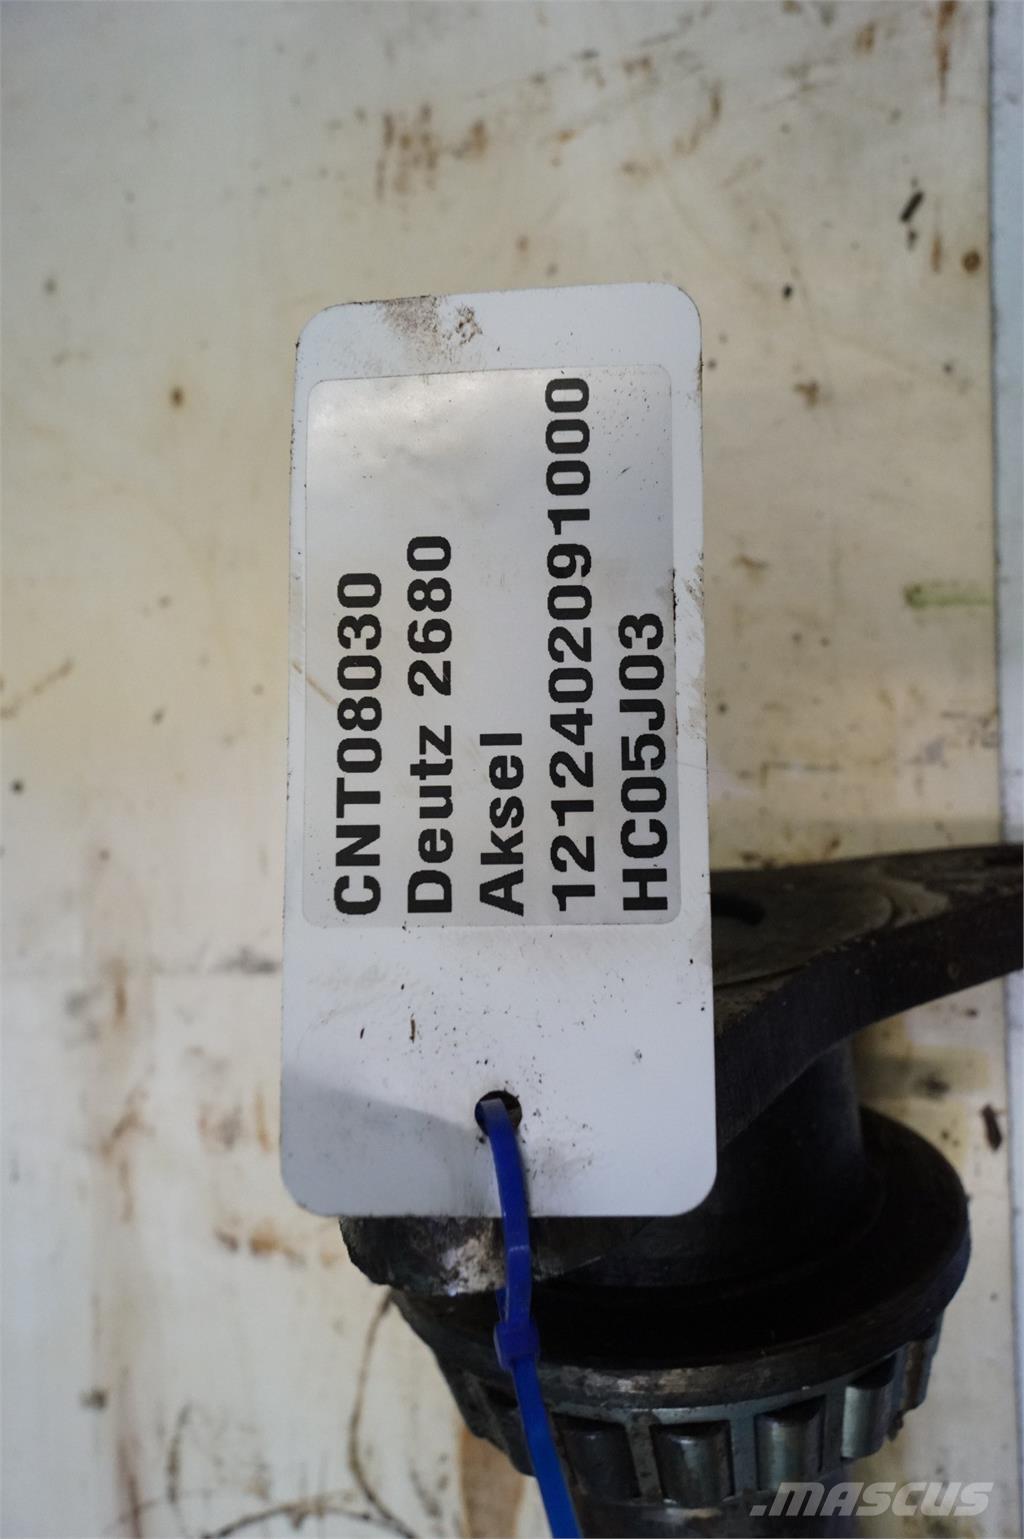 CNT08030
Deutz 2680
Aksel
1212402091000
HC05J03
MASCUS